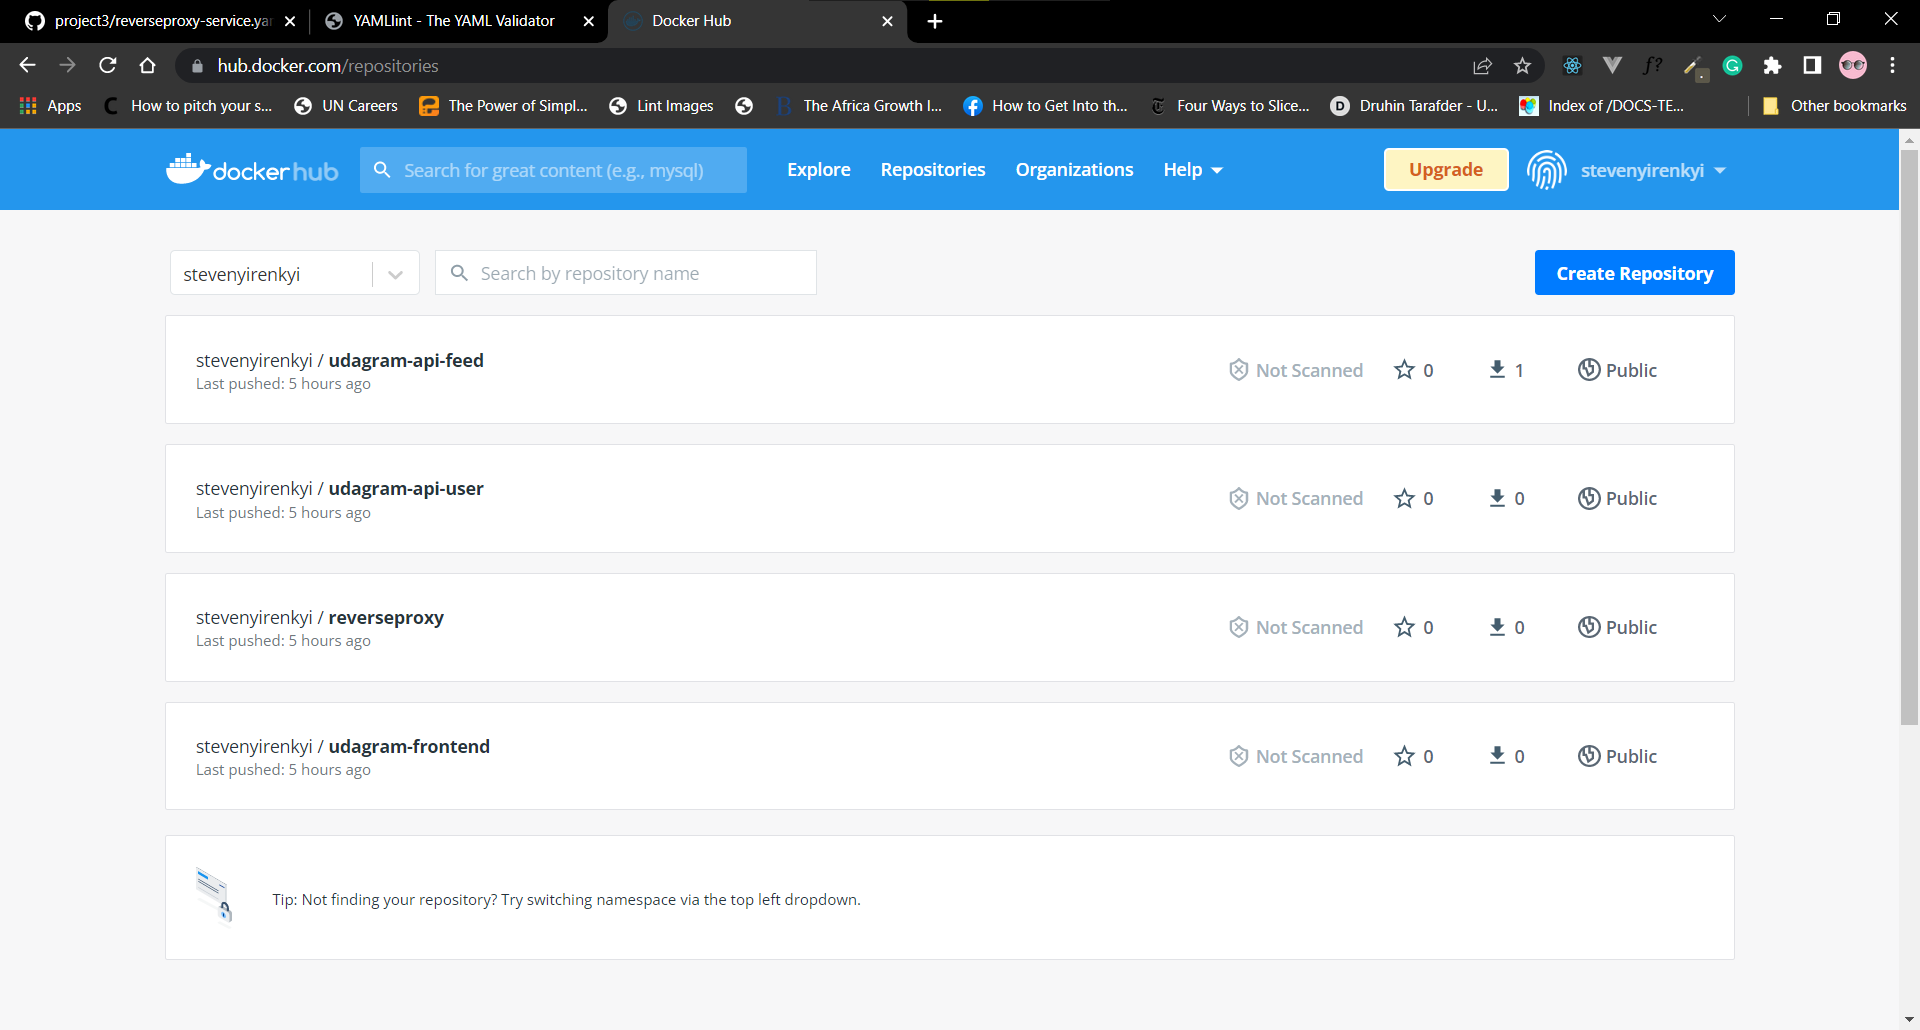 project3/reverseproxy-service.ya
YAMLlint - The YAML Validator
Docker Hub
hub.docker.com/repositories
Apps
How to pitch your s...
UN Careers
The Power of Simpl...
Lint Images
The Africa Growth I...
How to Get Into th...
Four Ways to Slice...
Druhin Tarafder - U...
Index of /DOCS-TE...
Other bookmarks
docker hub
Search for great content (e.g., mysql)
Explore
Repositories
Organizations
Help
Upgrade
stevenyirenkyi
stevenyirenkyi
Search by repository name
Create Repository
stevenyirenkyi / udagram-api-feed
Last pushed: 5 hours ago
Not Scanned
0
1
Public
stevenyirenkyi / udagram-api-user
Last pushed: 5 hours ago
Not Scanned
0
0
Public
stevenyirenkyi / reverseproxy
Last pushed: 5 hours ago
Not Scanned
0
0
Public
stevenyirenkyi / udagram-frontend
Last pushed: 5 hours ago
Not Scanned
0
0
Public
Tip: Not finding your repository? Try switching namespace via the top left dropdown.